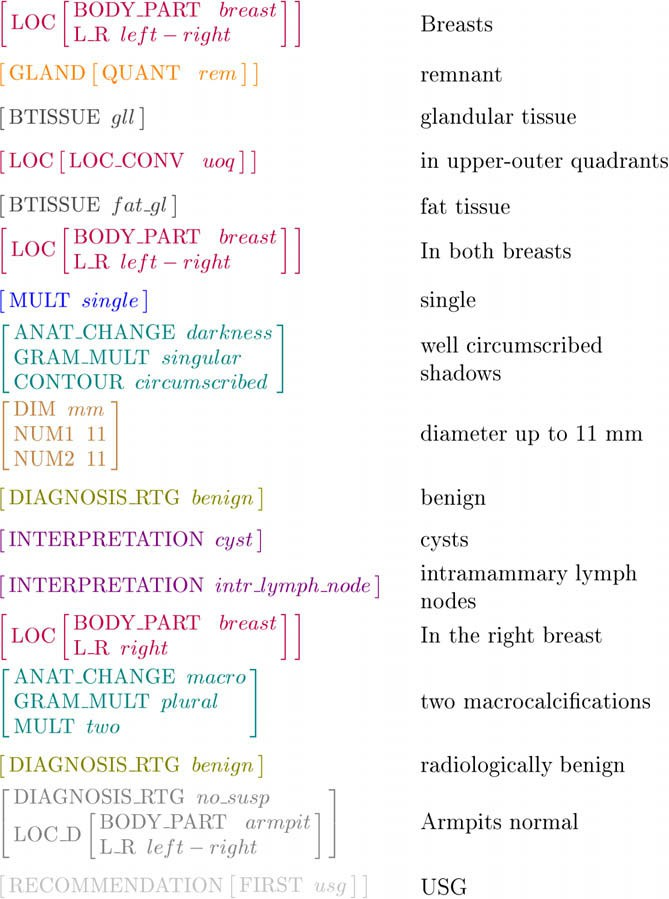 [LOC [BODY_PART breast
L_R left − right]] Breasts
[GLAND [QUANT rem]] remnant
[BTISSUE gll] glandular tissue
[LOC [LOC_CONV uoq]] in upper-outer quadrants
[BTISSUE fat_gl] fat tissue
[LOC [BODY_PART breast
L_R left − right]] In both breasts
[MULT single] single
[ANAT_CHANGE darkness
GRAM_MULT singular
CONTOUR circumscribed] well circumscribed
shadows
[DIM mm
NUM1 11
NUM2 11] diameter up to 11 mm
[DIAGNOSIS_RTG benign] benign
[INTERPRETATION cyst] cysts
[INTERPRETATION intr_lymph_node] intramammary lymph
nodes
[LOC [BODY_PART breast
L_R right]] In the right breast
[ANAT_CHANGE macro
GRAM_MULT plural
MULT two] two macrocalcifications
[DIAGNOSIS_RTG benign] radiologically benign
[DIAGNOSIS_RTG no_susp
LOC_D [BODY_PART armpit
L_R left − right]] Armpits normal
[RECOMMENDATION [FIRST usg]] USG